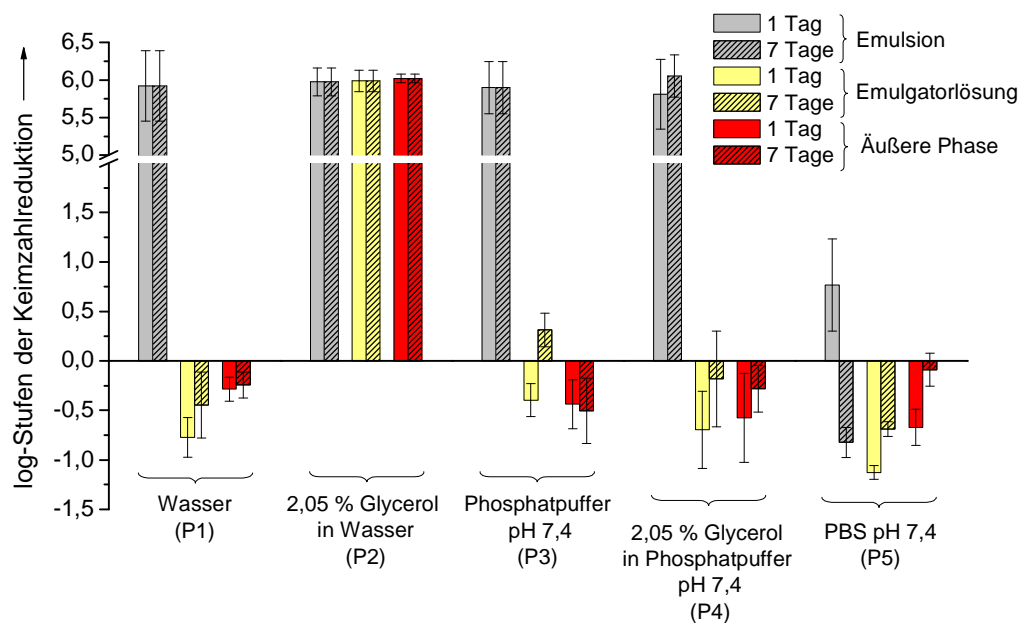 log-Stufen der Keimzahlreduktion
6,5
6,0
5,5
5,0
1,5
1,0
0,5
0,0
-0,5
-1,0
-1,5
1 Tag
7 Tage
Emulsion
1 Tag
7 Tage
Emulgatorlösung
1 Tag
7 Tage
Äußere Phase
Wasser
(P1)
2,05 % Glycerol
in Wasser
(P2)
Phosphatpuffer
pH 7,4
(P3)
2,05 % Glycerol
in Phosphatpuffer
pH 7,4
(P4)
PBS pH 7,4
(P5)